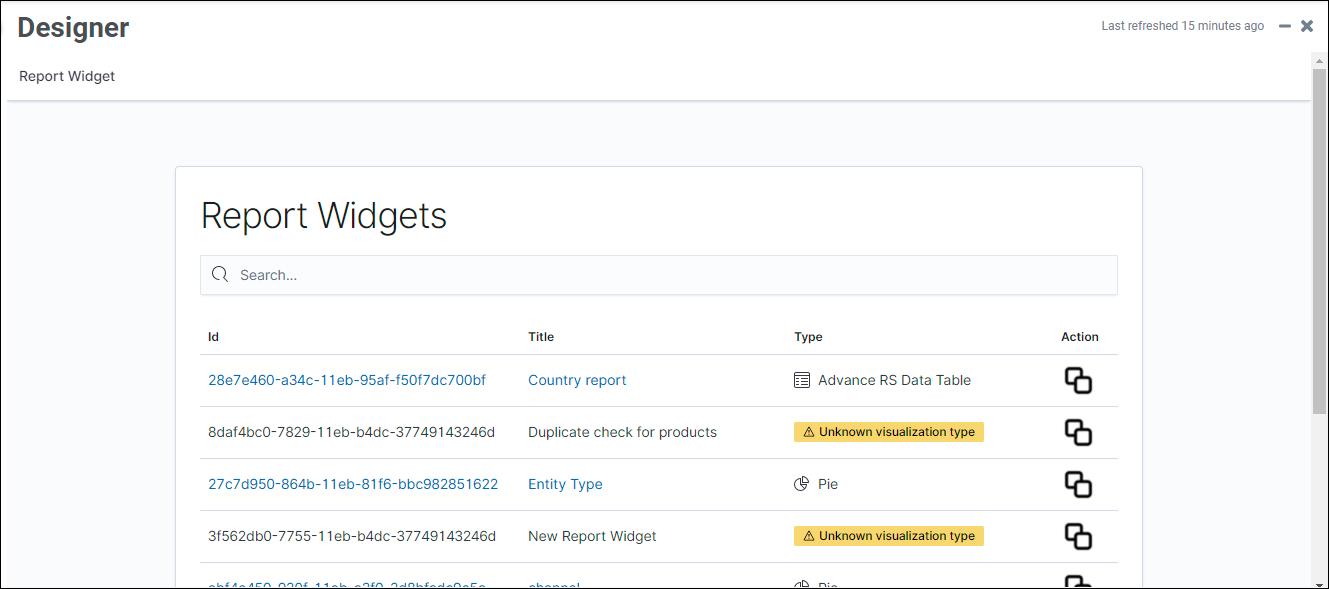 Designer
Last refreshed 15 minutes ago
Report Widget
Report Widgets
Search...
Id Title Type Action
28e7e460-a34c-11eb-95af-f50f7dc700bf Country report Advance RS Data Table
8daf4bc0-7829-11eb-b4dc-37749143246d Duplicate check for products Unknown visualization type
27c7d950-864b-11eb-81f6-bbc982851622 Entity Type Pie
3f562db0-7755-11eb-b4dc-37749143246d New Report Widget Unknown visualization type
channel Pie